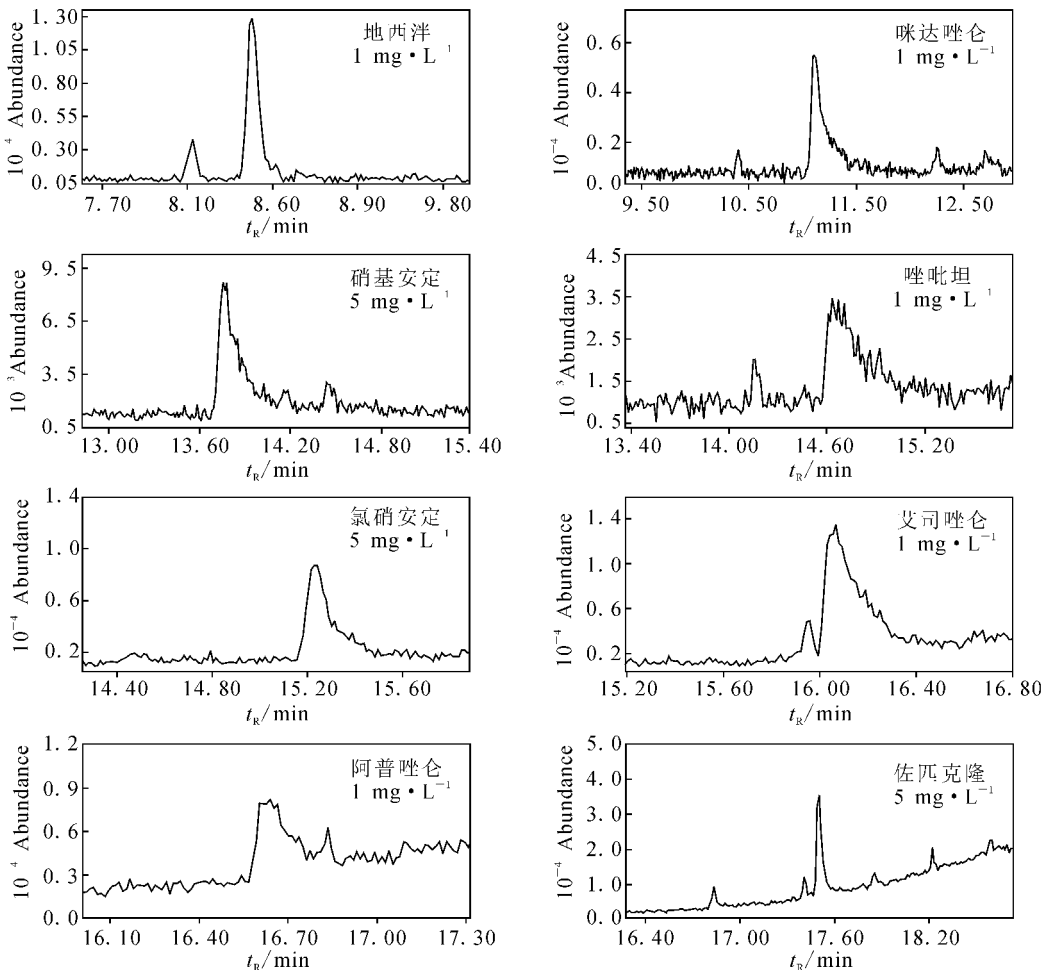 10⁻⁴ Abundance
1. 30
1. 05
0. 80
0. 55
0. 30
0. 05
地西泮
1 mg • L⁻¹
7. 70 8. 10 8. 60 8. 90 9. 80
tR/min
10⁻⁴ Abundance
0. 6
0. 4
0. 2
0. 0
咪达唑仑
1 mg • L⁻¹
9. 50 10. 50 11. 50 12. 50
tR/min
10³ Abundance
9. 5
6. 5
3. 5
0. 5
硝基安定
5 mg • L⁻¹
13. 00 13. 60 14. 20 14. 80 15. 40
tR/min
10³ Abundance
4. 5
3. 5
2. 5
1. 5
0. 5
唑吡坦
1 mg • L⁻¹
13. 40 14. 00 14. 60 15. 20
tR/min
10⁻⁴ Abundance
1. 4
1. 0
0. 6
0. 2
氯硝安定
5 mg • L⁻¹
14. 40 14. 80 15. 20 15. 60
tR/min
10⁻⁴ Abundance
1. 4
1. 0
0. 6
0. 2
艾司唑仑
1 mg • L⁻¹
15. 20 15. 60 16. 00 16. 40 16. 80
tR/min
10⁻⁴ Abundance
1. 2
0. 9
0. 6
0. 3
0. 0
阿普唑仑
1 mg • L⁻¹
16. 10 16. 40 16. 70 17. 00 17. 30
tR/min
10⁻⁴ Abundance
5. 0
4. 0
3. 0
2. 0
1. 0
0. 0
佐匹克隆
5 mg • L⁻¹
16. 40 17. 00 17. 60 18. 20
tR/min